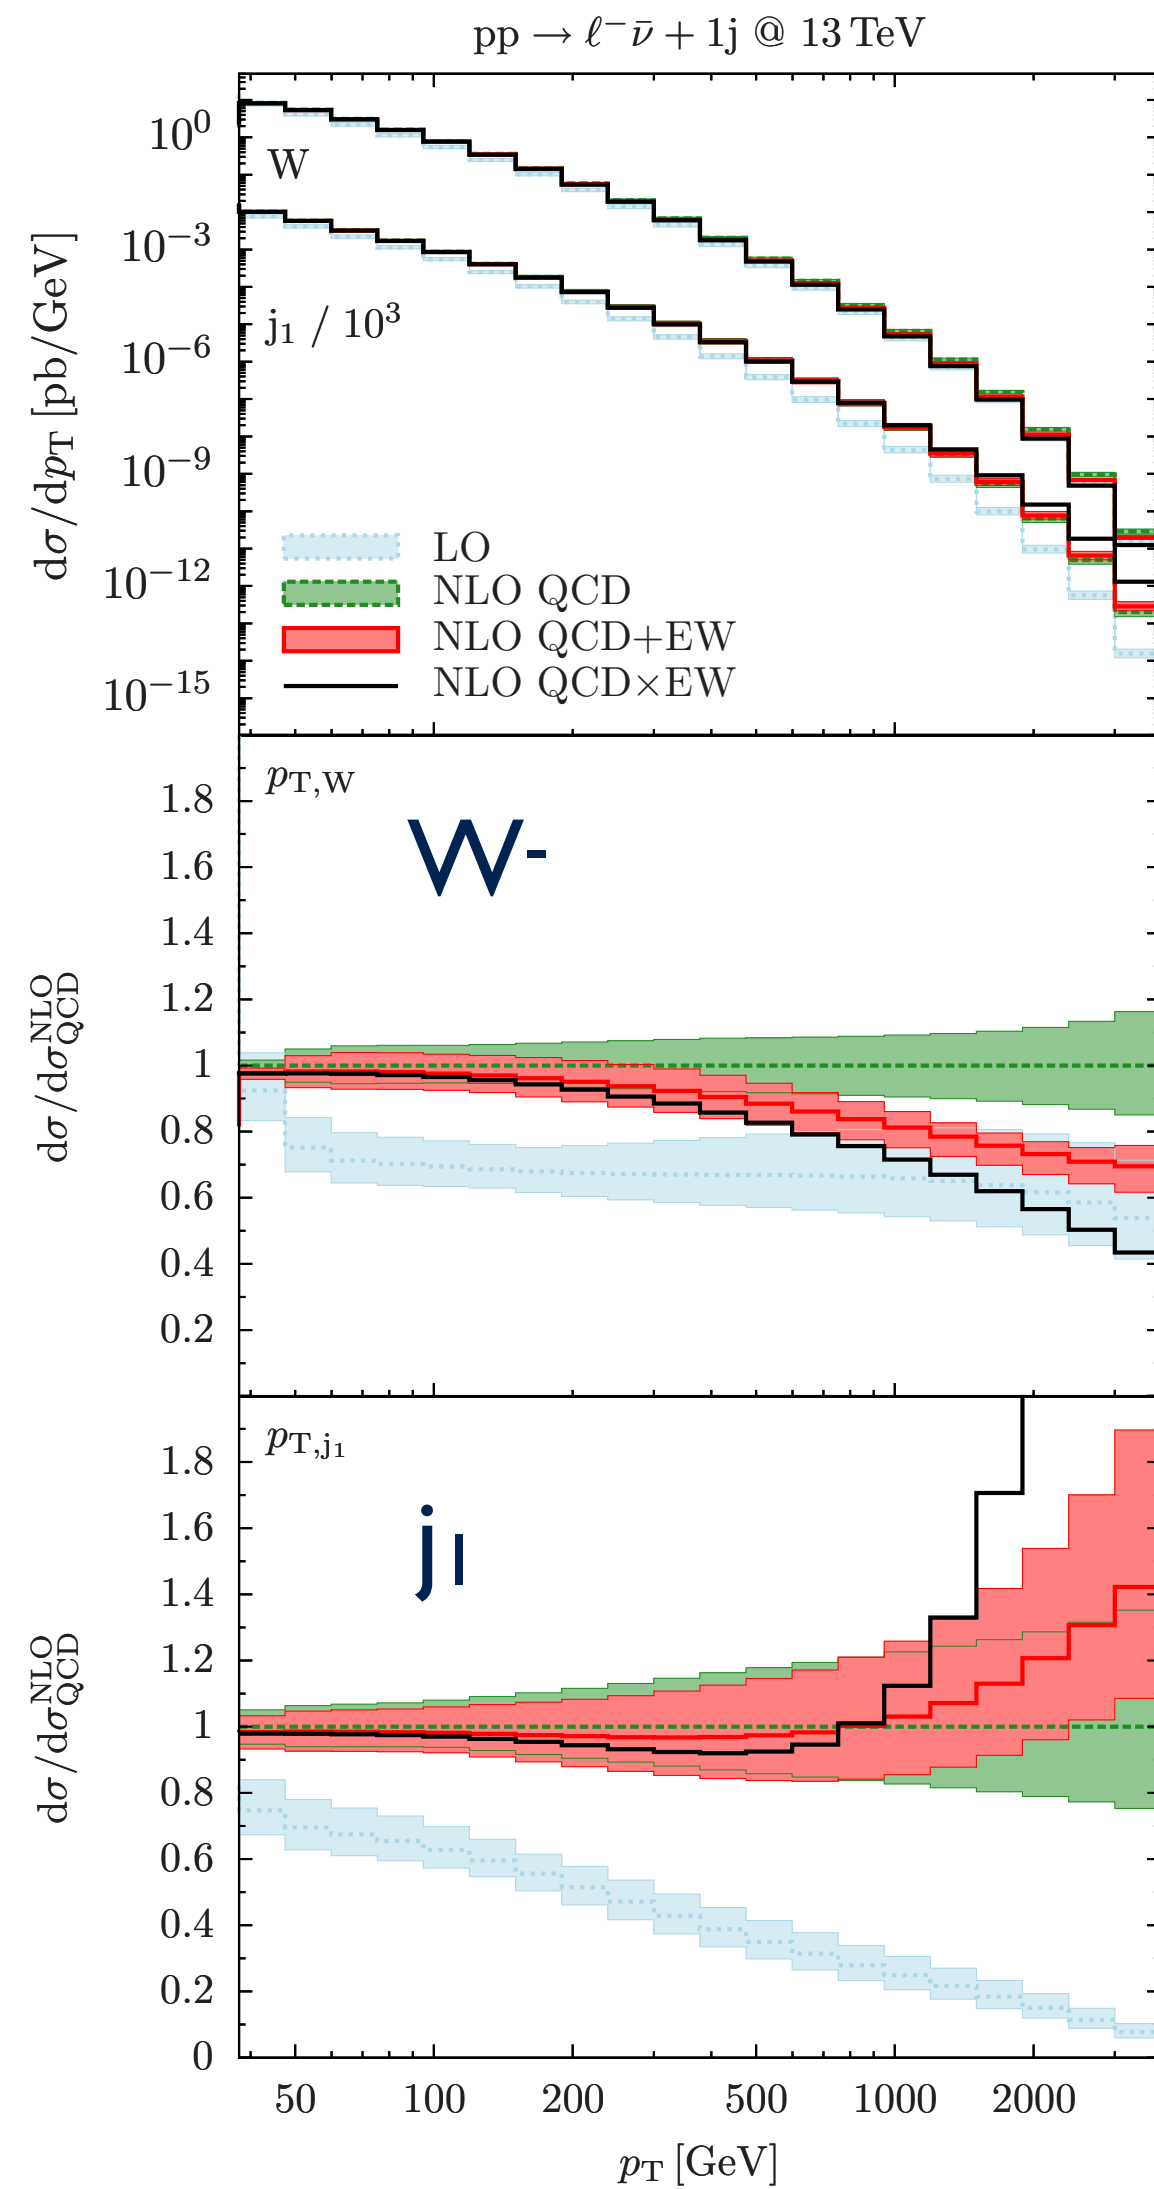 pp → ℓ⁻ ν̄ + 1j @ 13 TeV
dσ/dp_T [pb/GeV]
10⁰
W
10⁻³
j₁ / 10³
10⁻⁶
10⁻⁹
LO
10⁻¹²
NLO QCD
NLO QCD+EW
NLO QCD×EW
10⁻¹⁵
p_T,W
W-
dσ/dσ^NLO_QCD
1.8
1.6
1.4
1.2
1
0.8
0.6
0.4
0.2
p_T,j₁
j1
dσ/dσ^NLO_QCD
1.8
1.6
1.4
1.2
1
0.8
0.6
0.4
0.2
0
50 100 200 500 1000 2000
p_T [GeV]